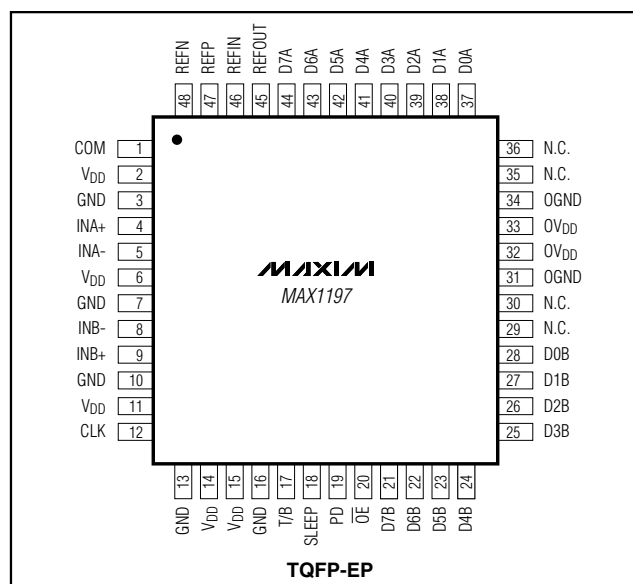 REFN REFP REFIN REFOUT D7A D6A D5A D4A D3A D2A D1A D0A
48 47 46 45 44 43 42 41 40 39 38 37
COM 1 36 N.C.
VDD 2 35 N.C.
GND 3 34 OGND
INA+ 4 33 OVDD
INA- 5 32 OVDD
VDD 6 31 OGND
MAXIM
MAX1197
GND 7 30 N.C.
INB- 8 29 N.C.
INB+ 9 28 D0B
GND 10 27 D1B
VDD 11 26 D2B
CLK 12 25 D3B
13 14 15 16 17 18 19 20 21 22 23 24
GND VDD VDD GND T/B SLEEP PD O̅E̅ D7B D6B D5B D4B
TQFP-EP